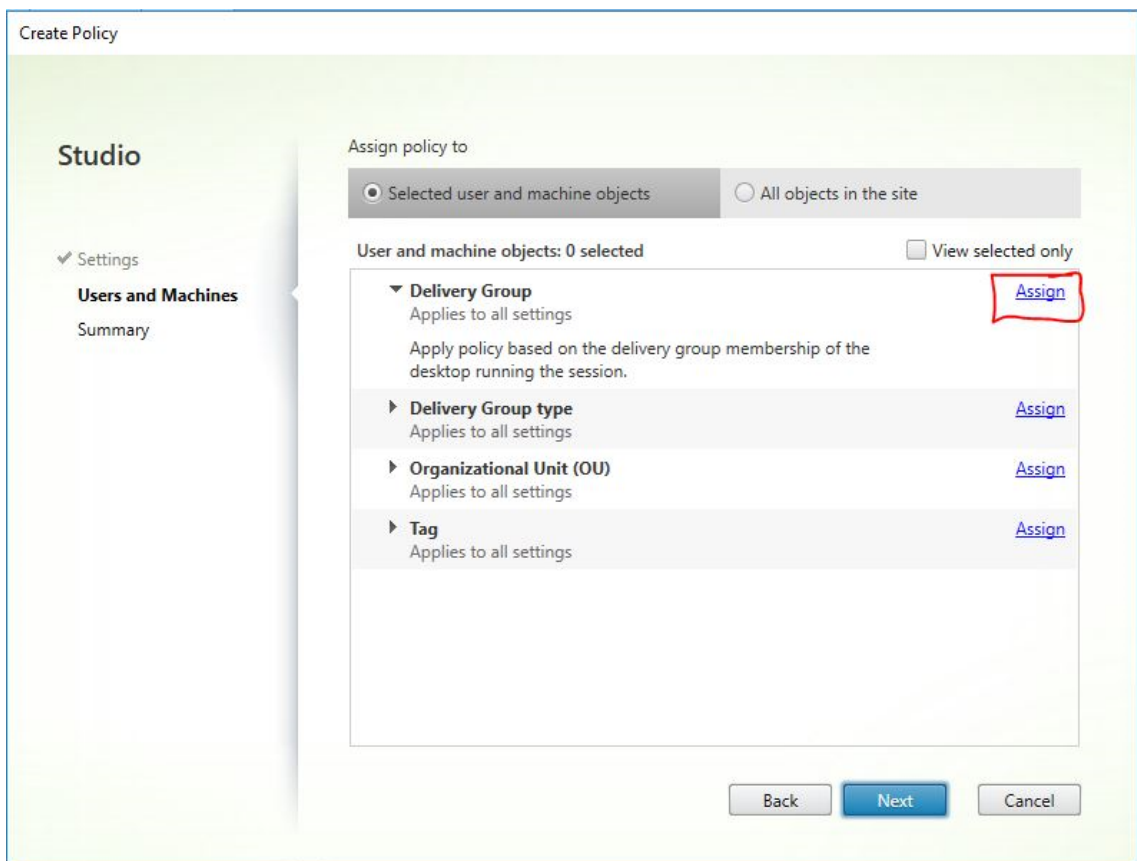 Create Policy
Studio
Settings
Users and Machines
Summary
Assign policy to
Selected user and machine objects
All objects in the site
User and machine objects: 0 selected
View selected only
Delivery Group
Assign
Applies to all settings
Apply policy based on the delivery group membership of the
desktop running the session.
Delivery Group type
Assign
Applies to all settings
Organizational Unit (OU)
Assign
Applies to all settings
Tag
Assign
Applies to all settings
Back
Next
Cancel